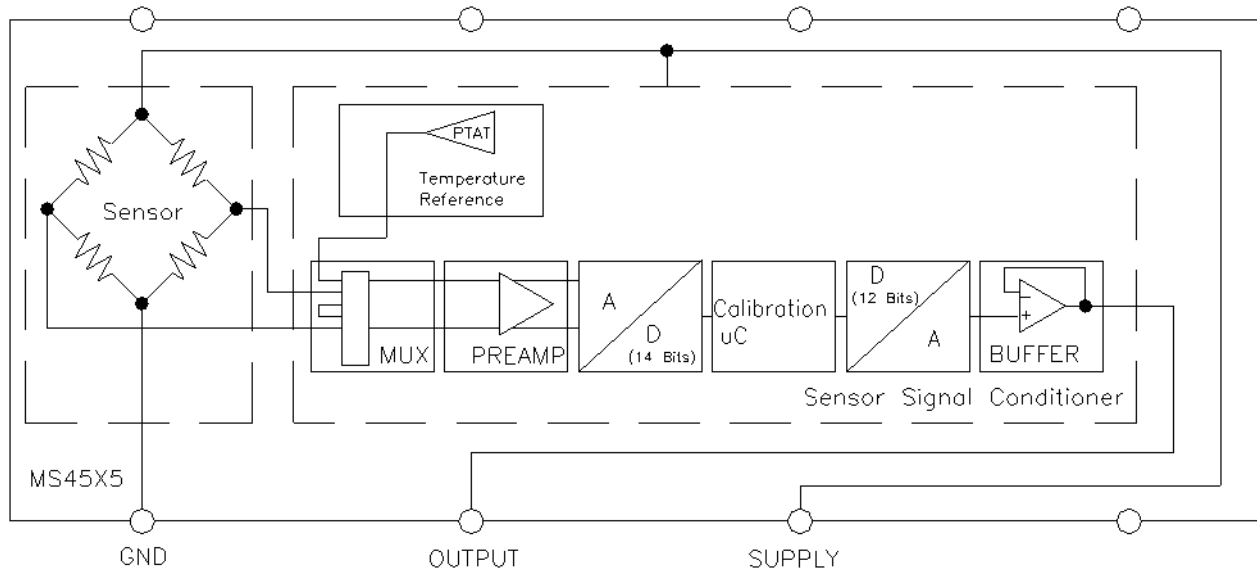 PTAT
Temperature
Reference
Sensor
MUX
PREAMP
A
D
(14 Bits)
Calibration
uC
D
(12 Bits)
A
BUFFER
Sensor Signal Conditioner
MS45X5
GND
OUTPUT
SUPPLY